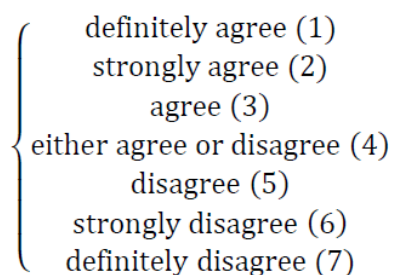 definitely agree (1)
strongly agree (2)
agree (3)
either agree or disagree (4)
disagree (5)
strongly disagree (6)
definitely disagree (7)